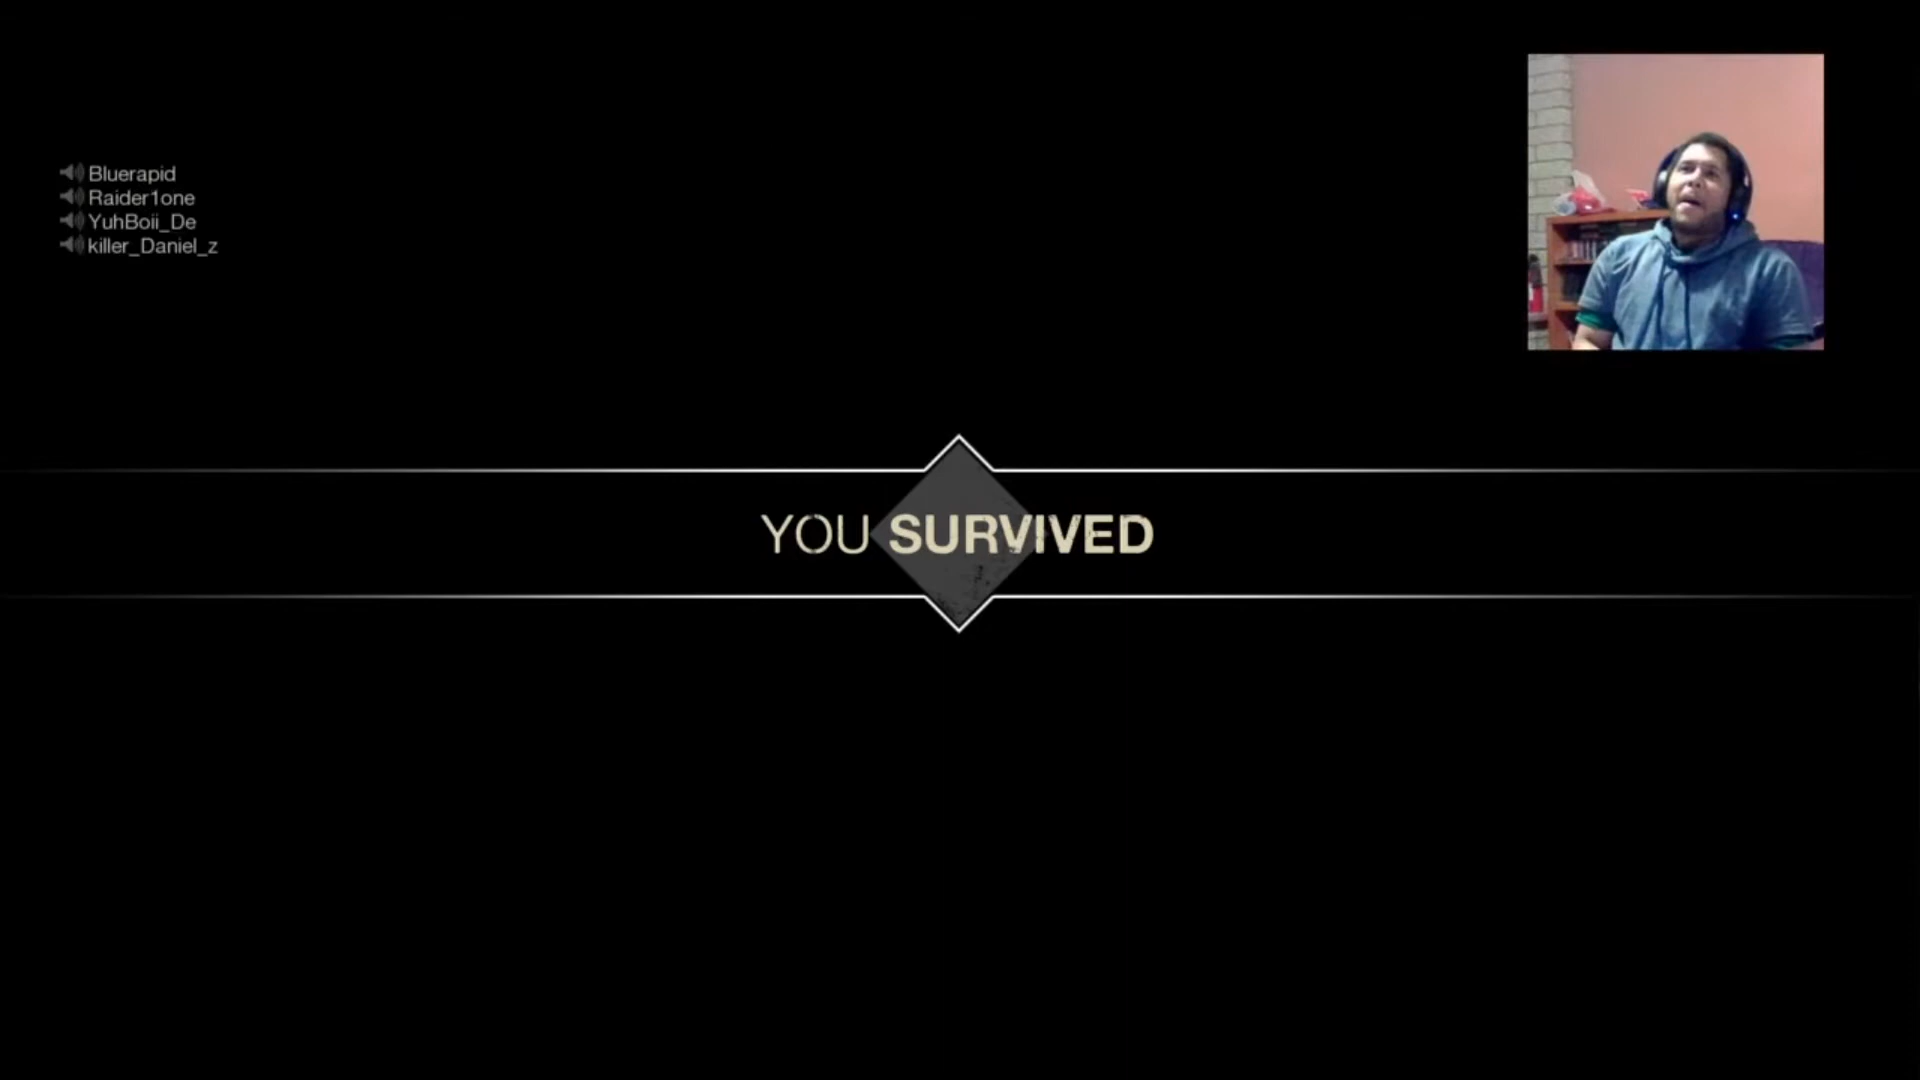 Bluerapid
Raider1one
YuhBoii_De
killer_Daniel_z
YOU SURVIVED